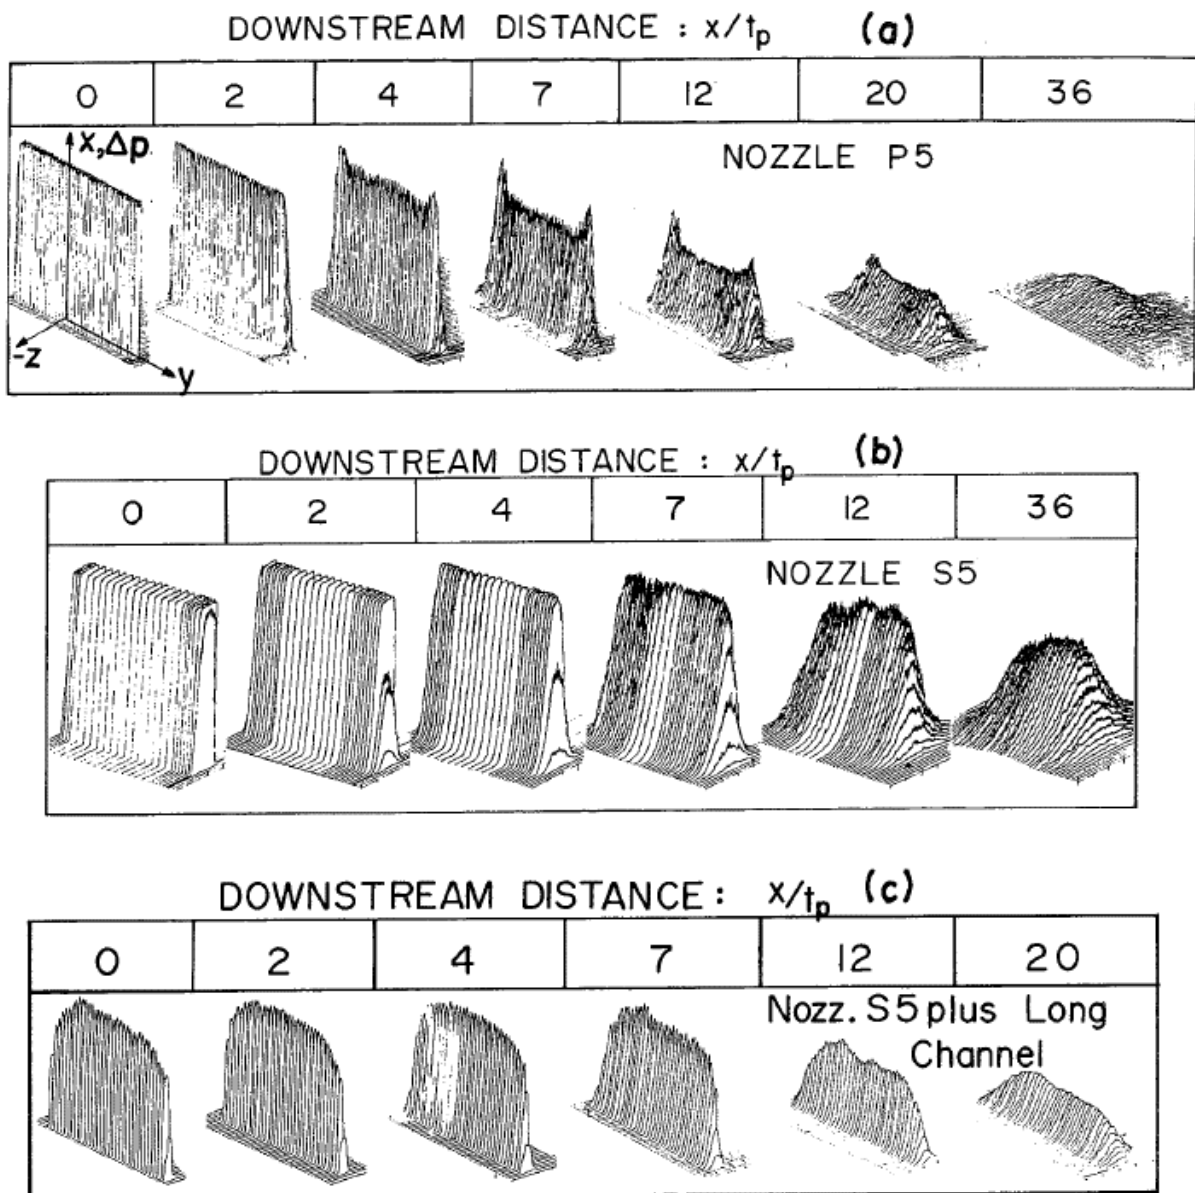 DOWNSTREAM DISTANCE : x/tp (a)
0 2 4 7 12 20 36
x,Δp
NOZZLE P5
-z
y
DOWNSTREAM DISTANCE : x/tp (b)
0 2 4 7 12 36
NOZZLE S5
DOWNSTREAM DISTANCE: x/tp (c)
0 2 4 7 12 20
Nozz. S5 plus Long
Channel